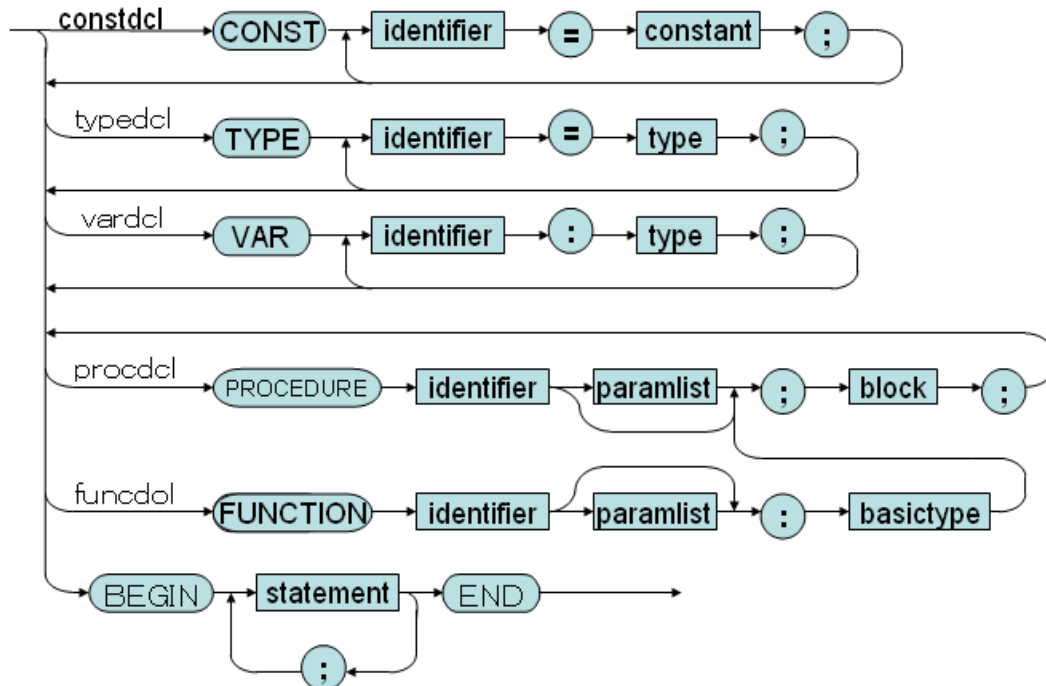 constdcl CONST identifier = constant ;
typedcl TYPE identifier = type ;
vardcl VAR identifier : type ;
procdcl PROCEDURE identifier paramlist ; block ;
funcdol FUNCTION identifier paramlist : basictype
BEGIN statement END
;